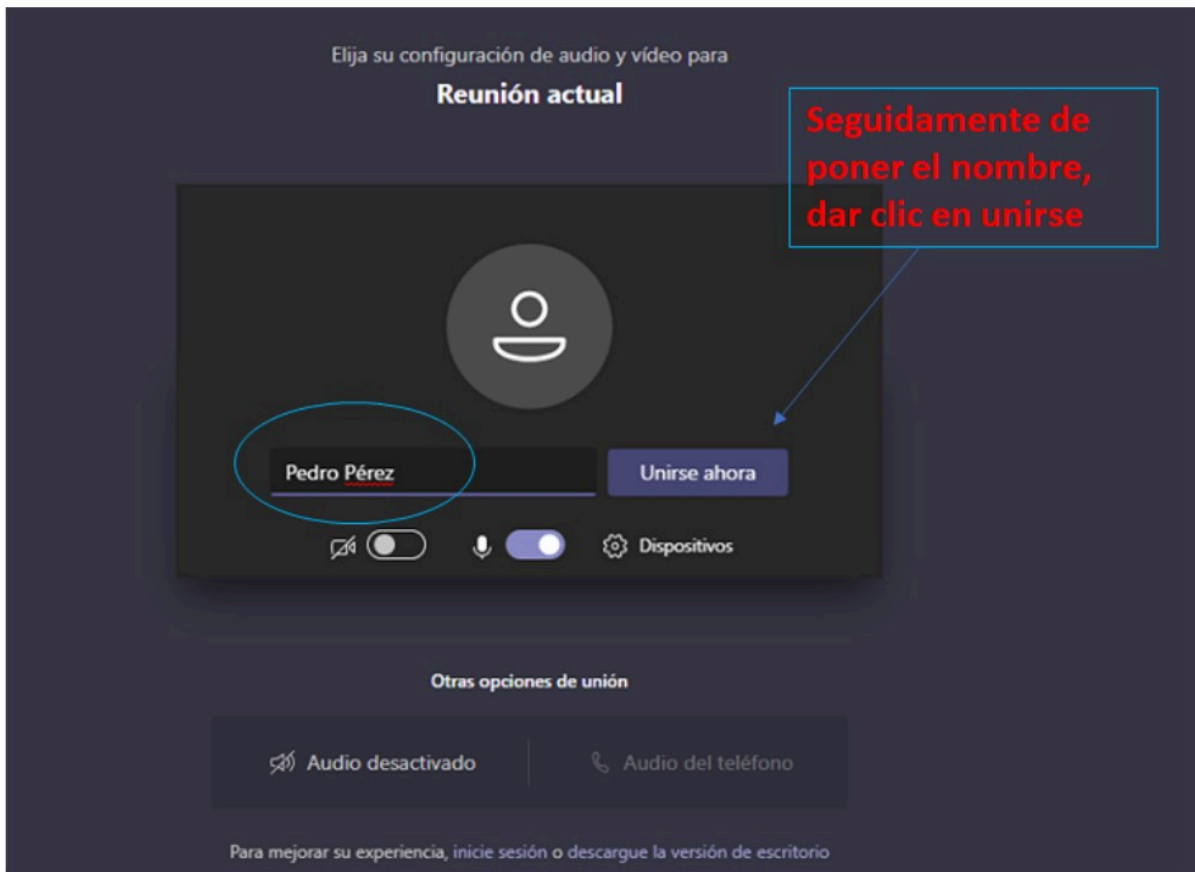 Elija su configuración de audio y vídeo para
Reunión actual
Seguidamente de
poner el nombre,
dar clic en unirse
Pedro Pérez
Unirse ahora
Dispositivos
Otras opciones de unión
Audio desactivado
Audio del teléfono
Para mejorar su experiencia, inicie sesión o descargue la versión de escritorio